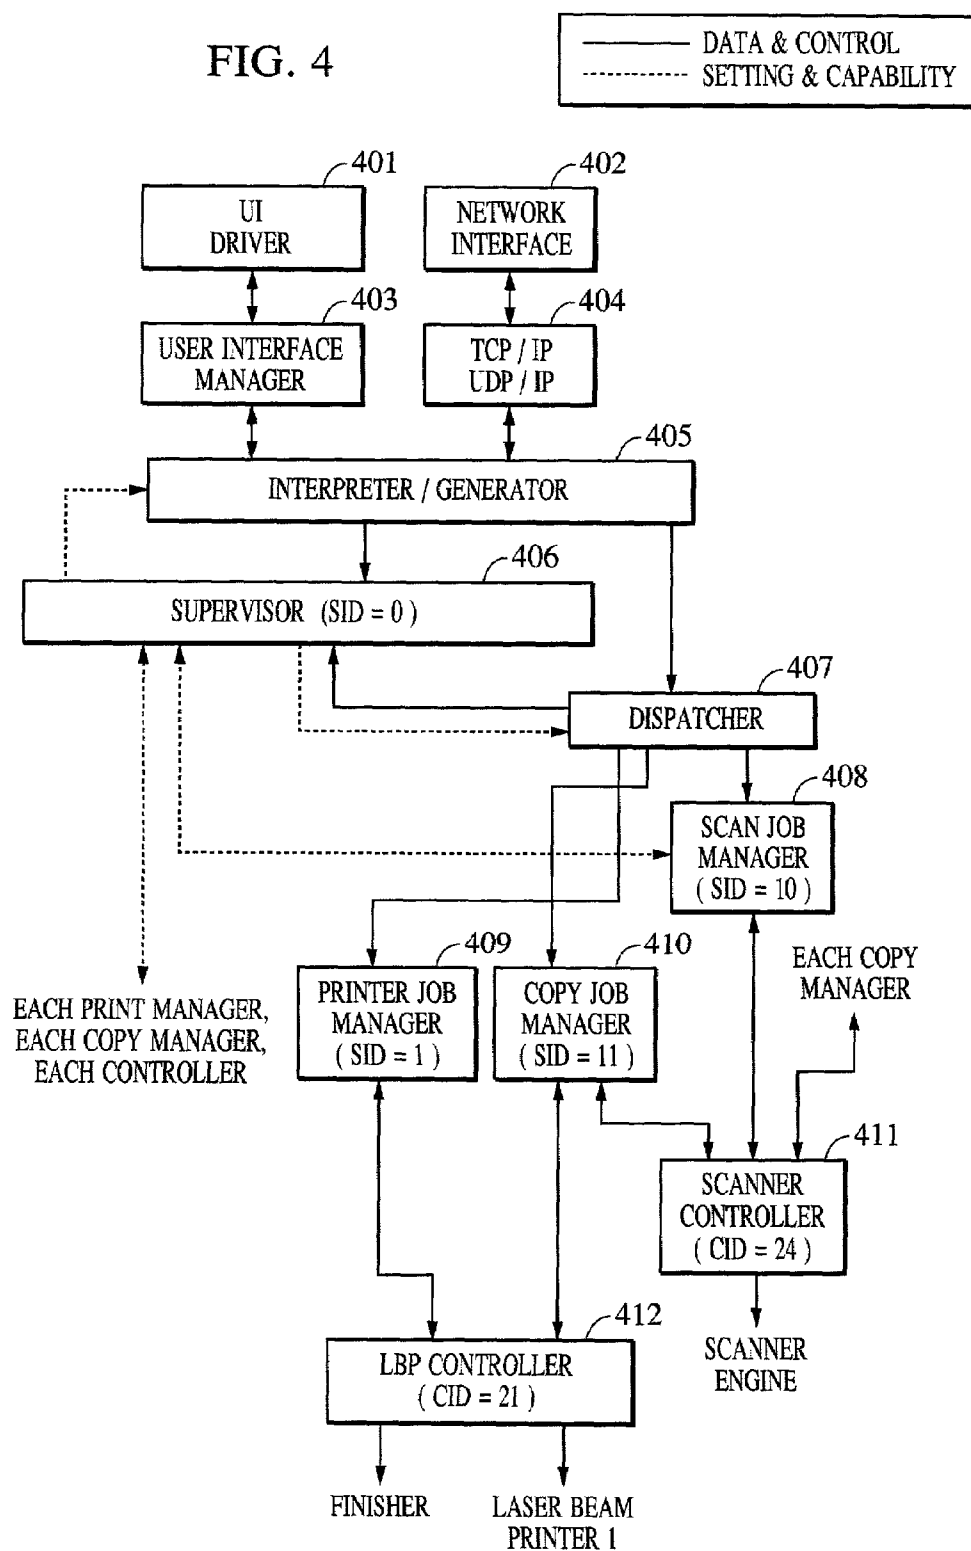 FIG. 4
DATA & CONTROL
SETTING & CAPABILITY
401
UI
DRIVER
402
NETWORK
INTERFACE
403
USER INTERFACE
MANAGER
404
TCP / IP
UDP / IP
405
INTERPRETER / GENERATOR
406
SUPERVISOR (SID = 0 )
407
DISPATCHER
408
SCAN JOB
MANAGER
( SID = 10 )
409
PRINTER JOB
MANAGER
( SID = 1 )
410
COPY JOB
MANAGER
( SID = 11 )
EACH COPY
MANAGER
EACH PRINT MANAGER,
EACH COPY MANAGER,
EACH CONTROLLER
411
SCANNER
CONTROLLER
( CID = 24 )
412
LBP CONTROLLER
( CID = 21 )
SCANNER
ENGINE
FINISHER
LASER BEAM
PRINTER 1